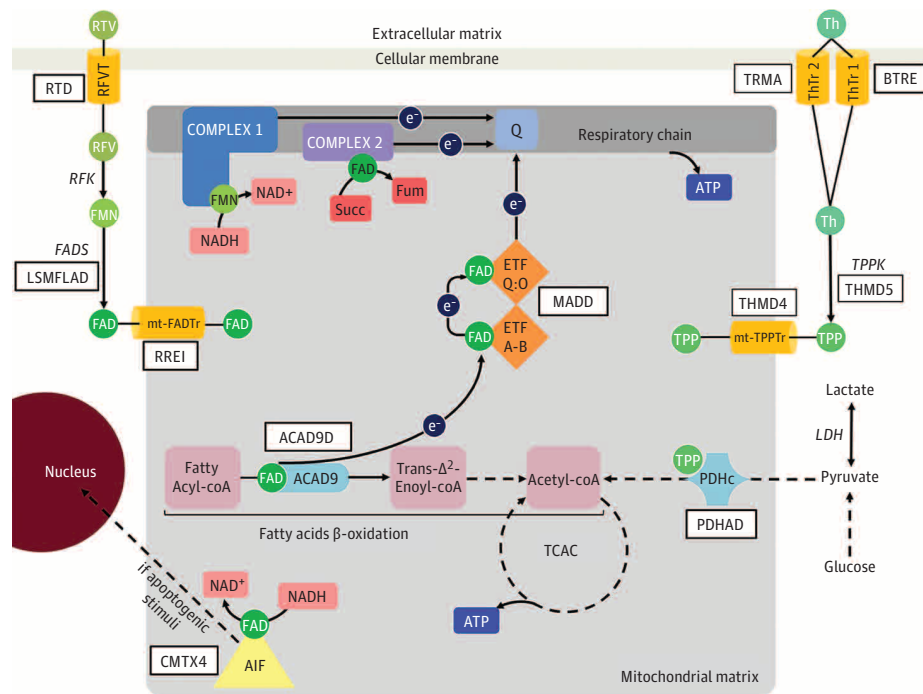 RTV
Extracellular matrix
Th
Cellular membrane
RTD
RFVT
TRMA
ThTr 2
ThTr 1
BTRE
COMPLEX 1
e⁻
Q
Respiratory chain
COMPLEX 2
e⁻
RFV
FAD
ATP
RFK
FMN
NAD+
Fum
Succ
FMN
NADH
e⁻
Th
FADS
LSMFLAD
FAD
ETF
Q:O
TPPK
THMD5
e⁻
MADD
THMD4
FAD
mt-FADTr
FAD
FAD
ETF
A-B
TPP
mt-TPPTr
TPP
RREI
Lactate
ACAD9D
e⁻
LDH
Nucleus
Fatty
Acyl-coA
FAD
ACAD9
Trans-Δ²-
Enoyl-coA
Acetyl-coA
TPP
PDHc
Pyruvate
PDHAD
Fatty acids β-oxidation
TCAC
Glucose
if apoptogenic
stimuli
NAD⁺
NADH
FAD
ATP
CMTX4
AIF
Mitochondrial matrix